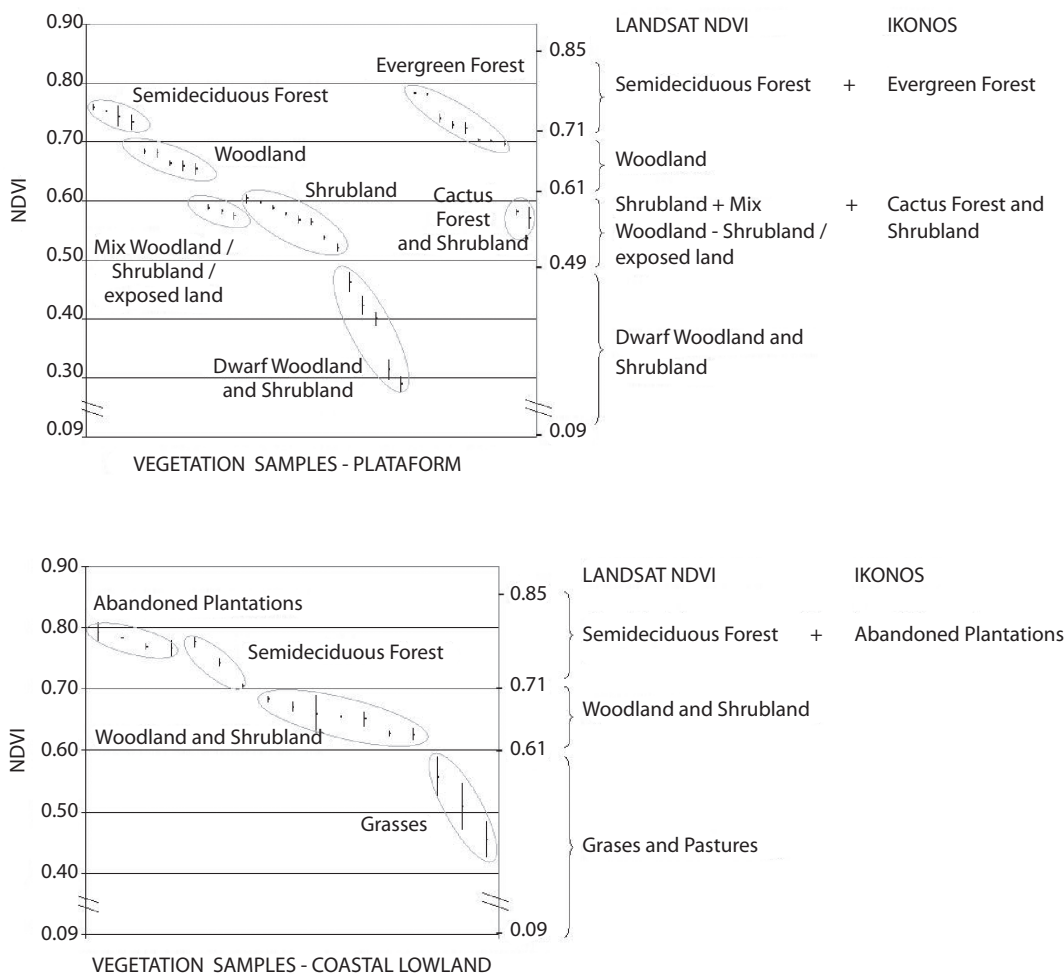 LANDSAT NDVI IKONOS
0.90
0.85
Evergreen Forest
0.80
Semideciduous Forest
Semideciduous Forest + Evergreen Forest
0.71
0.70
Woodland
Woodland
NDVI
0.61
0.60
Shrubland
Cactus
Forest
and Shrubland
Shrubland + Mix
Woodland - Shrubland /
exposed land
+ Cactus Forest and
Shrubland
Mix Woodland /
Shrubland /
exposed land
0.50
0.49
0.40
Dwarf Woodland
and Shrubland
Dwarf Woodland and
Shrubland
0.30
0.09
0.09
VEGETATION SAMPLES - PLATAFORM
LANDSAT NDVI IKONOS
0.90
0.85
Abandoned Plantations
0.80
Semideciduous Forest
Semideciduous Forest + Abandoned Plantations
0.70
0.71
Woodland and Shrubland
Woodland and Shrubland
NDVI
0.60
0.61
0.50
Grasses
Grases and Pastures
0.40
0.09
0.09
VEGETATION SAMPLES - COASTAL LOWLAND